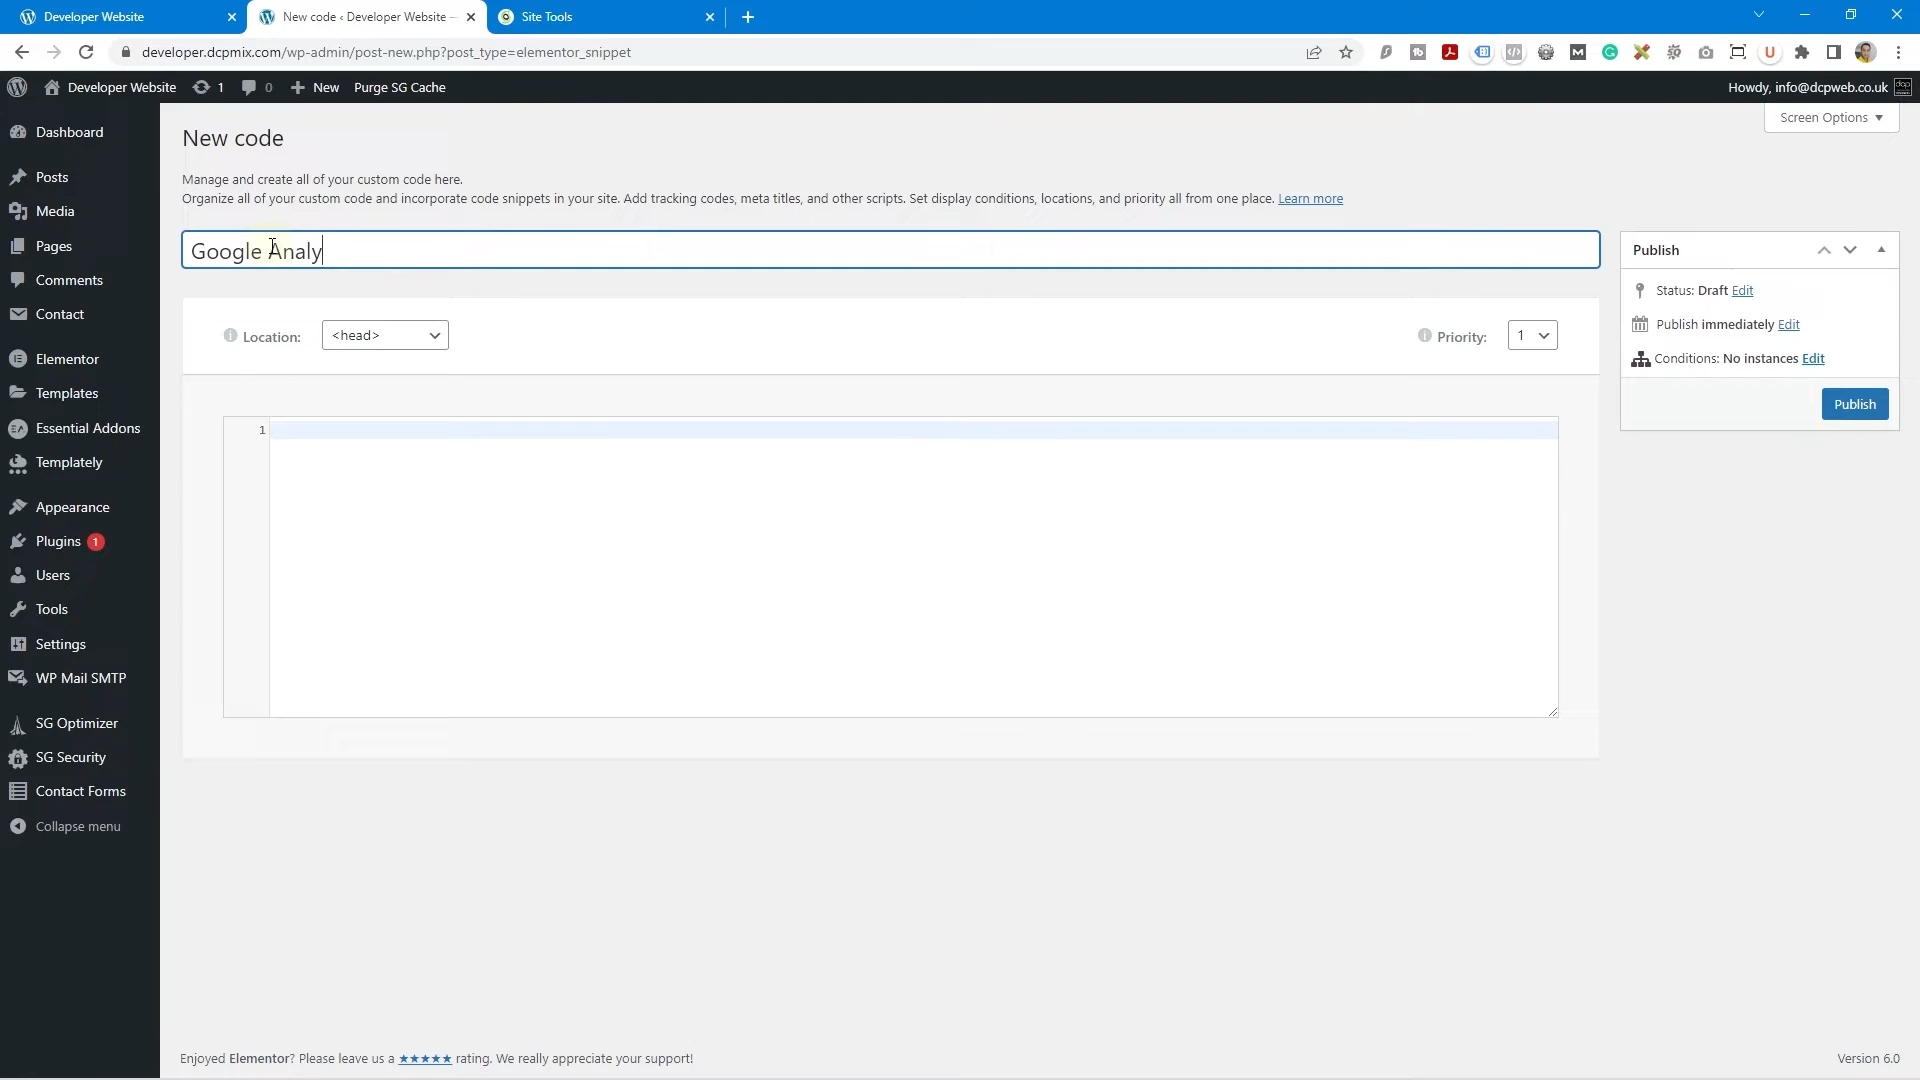 Developer Website
New code ‹ Developer Website —
Site Tools
developer.dcpmix.com/wp-admin/post-new.php?post_type=elementor_snippet
Developer Website
1
0
New
Purge SG Cache
Howdy, info@dcpweb.co.uk
Screen Options
Dashboard
Posts
Media
Pages
Comments
Contact
Elementor
Templates
Essential Addons
Templately
Appearance
Plugins 1
Users
Tools
Settings
WP Mail SMTP
SG Optimizer
SG Security
Contact Forms
Collapse menu
New code
Manage and create all of your custom code here.
Organize all of your custom code and incorporate code snippets in your site. Add tracking codes, meta titles, and other scripts. Set display conditions, locations, and priority all from one place. Learn more
Google Analy
Location:
<head>
Priority:
1
1
Publish
Status: Draft Edit
Publish immediately Edit
Conditions: No instances Edit
Publish
Enjoyed Elementor? Please leave us a ★★★★★ rating. We really appreciate your support!
Version 6.0